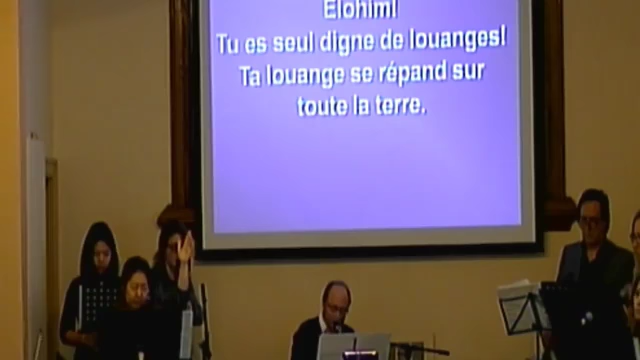 Elohim!
Tu es seul digne de louanges!
Ta louange se répand sur
toute la terre.